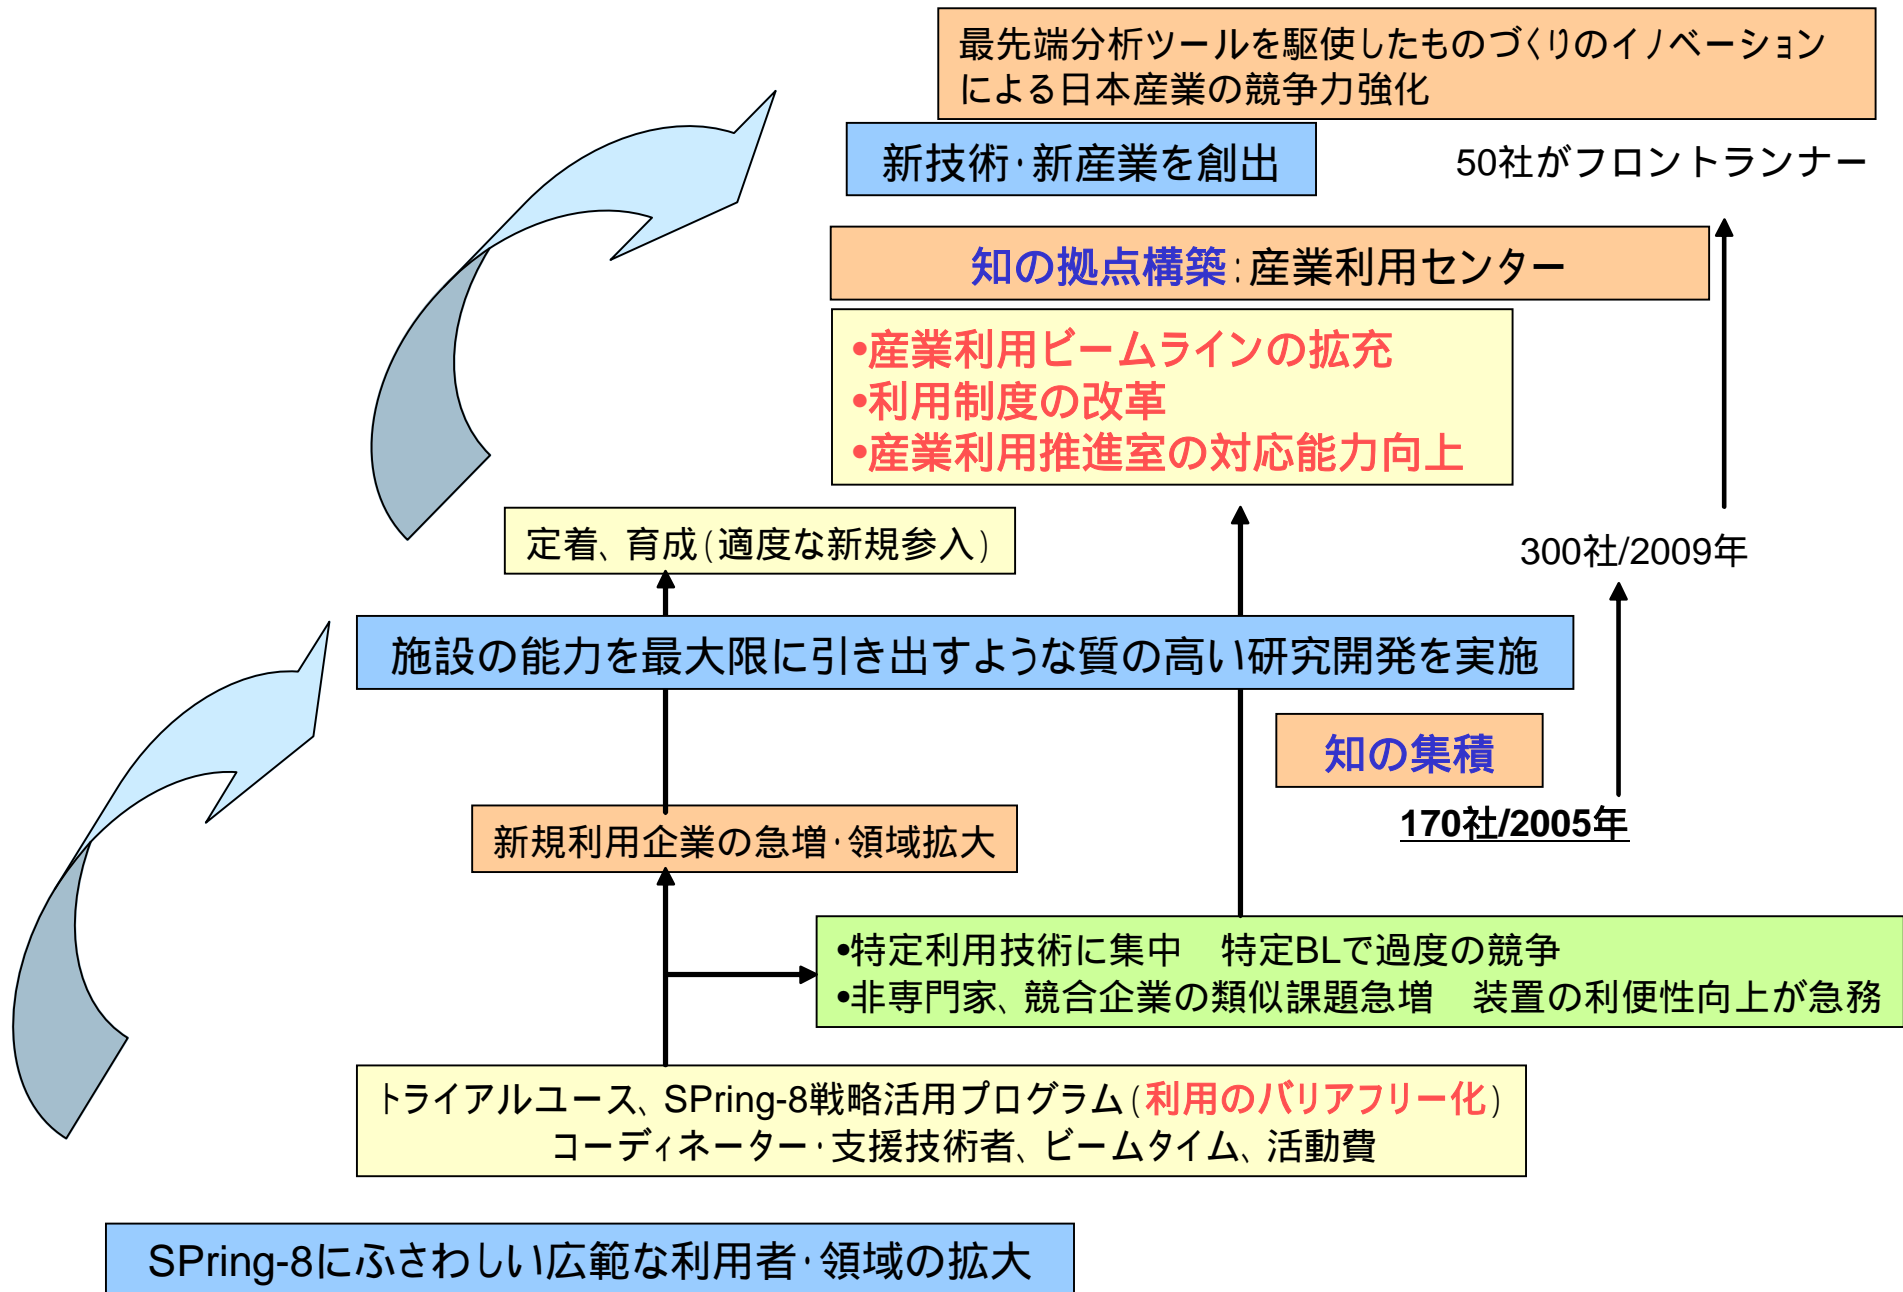 最先端分析ツールを駆使したものづくりのイノベーション
による日本産業の競争力強化
新技術・新産業を創出
50社がフロントランナー
知の拠点構築:産業利用センター
•産業利用ビームラインの拡充
•利用制度の改革
•産業利用推進室の対応能力向上
定着、育成(適度な新規参入)
300社/2009年
施設の能力を最大限に引き出すような質の高い研究開発を実施
知の集積
170社/2005年
新規利用企業の急増・領域拡大
•特定利用技術に集中　特定BLで過度の競争
•非専門家、競合企業の類似課題急増　装置の利便性向上が急務
トライアルユース、SPring-8戦略活用プログラム(利用のバリアフリー化)
コーディネーター・支援技術者、ビームタイム、活動費
SPring-8にふさわしい広範な利用者・領域の拡大